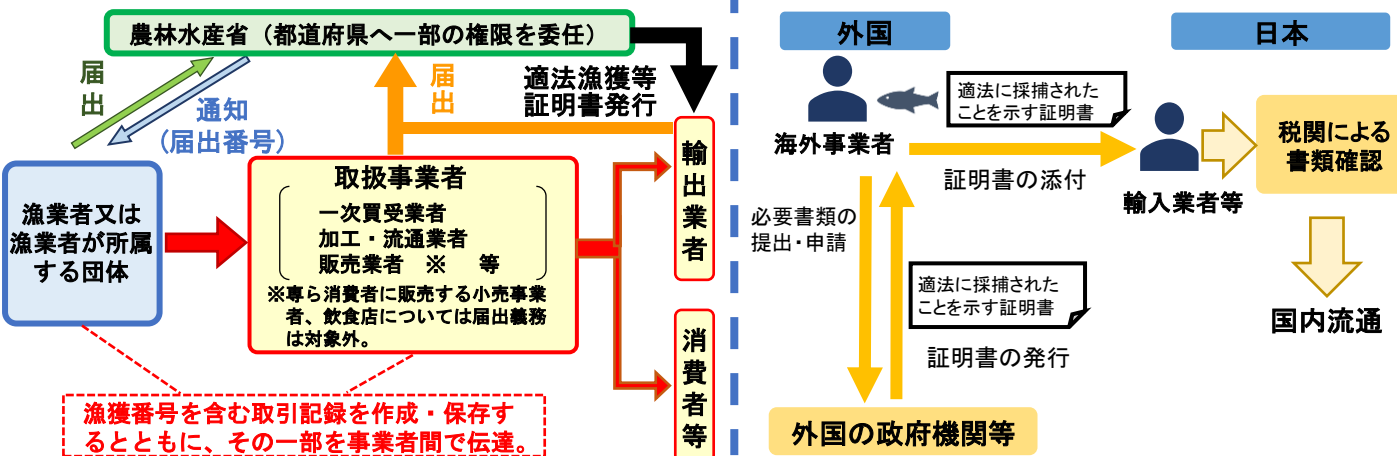 農林水産省（都道府県へ一部の権限を委任）
届
出
通知
（届出番号）
届
出
適法漁獲等
証明書発行
漁業者又は
漁業者が所属
する団体
取扱事業者
一次買受業者
加工・流通業者
販売業者　※　等
※専ら消費者に販売する小売事業
者、飲食店については届出義務
は対象外。
輸
出
業
者
消
費
者
等
漁獲番号を含む取引記録を作成・保存す
るとともに、その一部を事業者間で伝達。
外国
日本
適法に採捕された
ことを示す証明書
海外事業者
証明書の添付
輸入業者等
税関による
書類確認
必要書類の
提出・申請
適法に採捕された
ことを示す証明書
証明書の発行
国内流通
外国の政府機関等